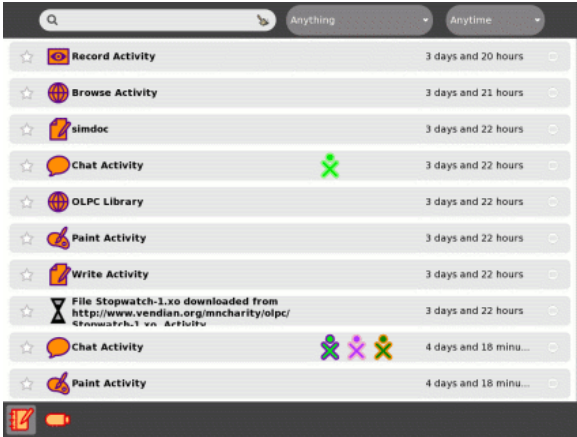 Anything Anytime
Record Activity 3 days and 20 hours
Browse Activity 3 days and 21 hours
simdoc 3 days and 22 hours
Chat Activity 3 days and 22 hours
OLPC Library 3 days and 22 hours
Paint Activity 3 days and 22 hours
Write Activity 3 days and 22 hours
File Stopwatch-1.xo downloaded from
http://www.vendian.org/mncharity/olpc/ 3 days and 22 hours
Stopwatch-1.xo. Activity
Chat Activity 4 days and 18 minu...
Paint Activity 4 days and 18 minu...